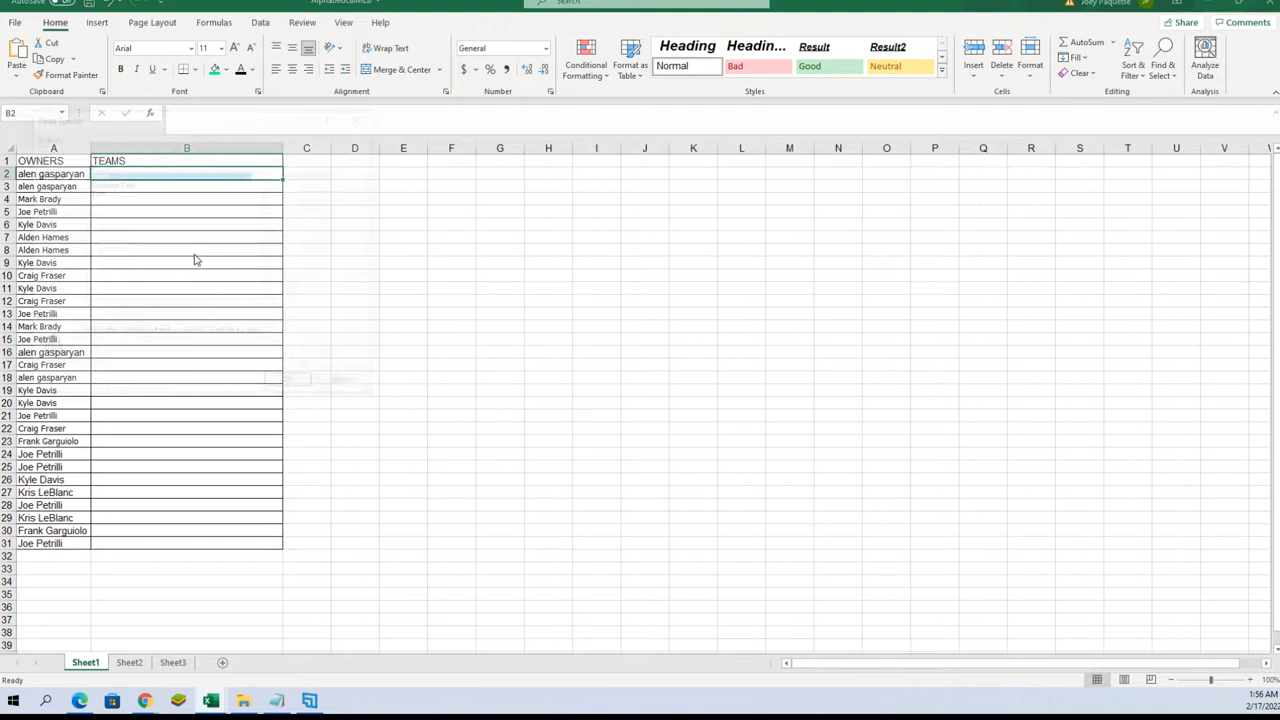 AutoSave Off
AlphabeticalMLB
Search
Joey Paquette
JP
File Home Insert Page Layout Formulas Data Review View Help
Share Comments
Paste
Cut
Copy
Format Painter
Clipboard
Arial 11
B I U
Font
Wrap Text
Merge & Center
Alignment
General
$ % ,
Number
Conditional Formatting
Format as Table
Heading Headin... Result Result2
Normal Bad Good Neutral
Styles
Insert Delete Format
Cells
AutoSum
Fill
Clear
Sort & Filter
Find & Select
Editing
Analyze Data
Analysis
B2 fx
A B C D E F G H I J K L M N O P Q R S T U V
1 OWNERS TEAMS
2 alen gasparyan
3 alen gasparyan
4 Mark Brady
5 Joe Petrilli
6 Kyle Davis
7 Alden Hames
8 Alden Hames
9 Kyle Davis
10 Craig Fraser
11 Kyle Davis
12 Craig Fraser
13 Joe Petrilli
14 Mark Brady
15 Joe Petrilli
16 alen gasparyan
17 Craig Fraser
18 alen gasparyan
19 Kyle Davis
20 Kyle Davis
21 Joe Petrilli
22 Craig Fraser
23 Frank Garguiolo
24 Joe Petrilli
25 Joe Petrilli
26 Kyle Davis
27 Kris LeBlanc
28 Joe Petrilli
29 Kris LeBlanc
30 Frank Garguiolo
31 Joe Petrilli
32
33
34
35
36
37
38
39
Sheet1 Sheet2 Sheet3
Ready
100%
1:56 AM
2/17/2022